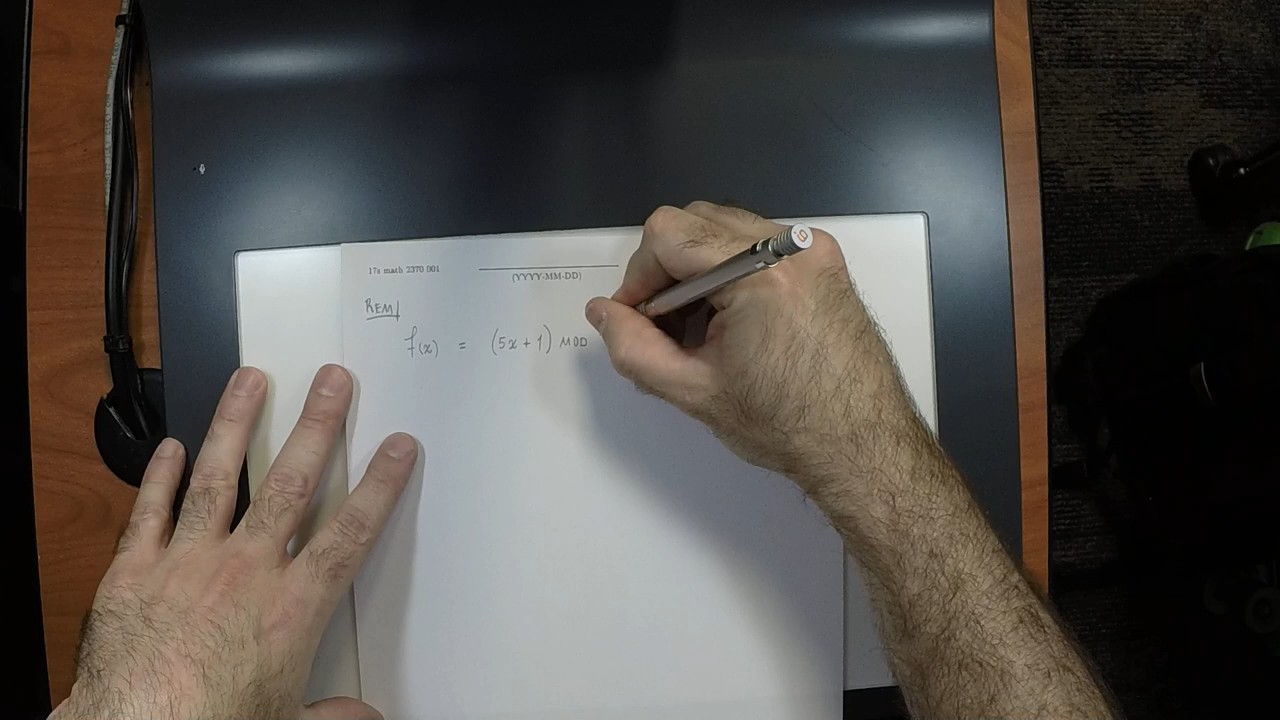 17s math 2370 001
(YYYY-MM-DD)
REM
f(x) = (5x + 1) MOD